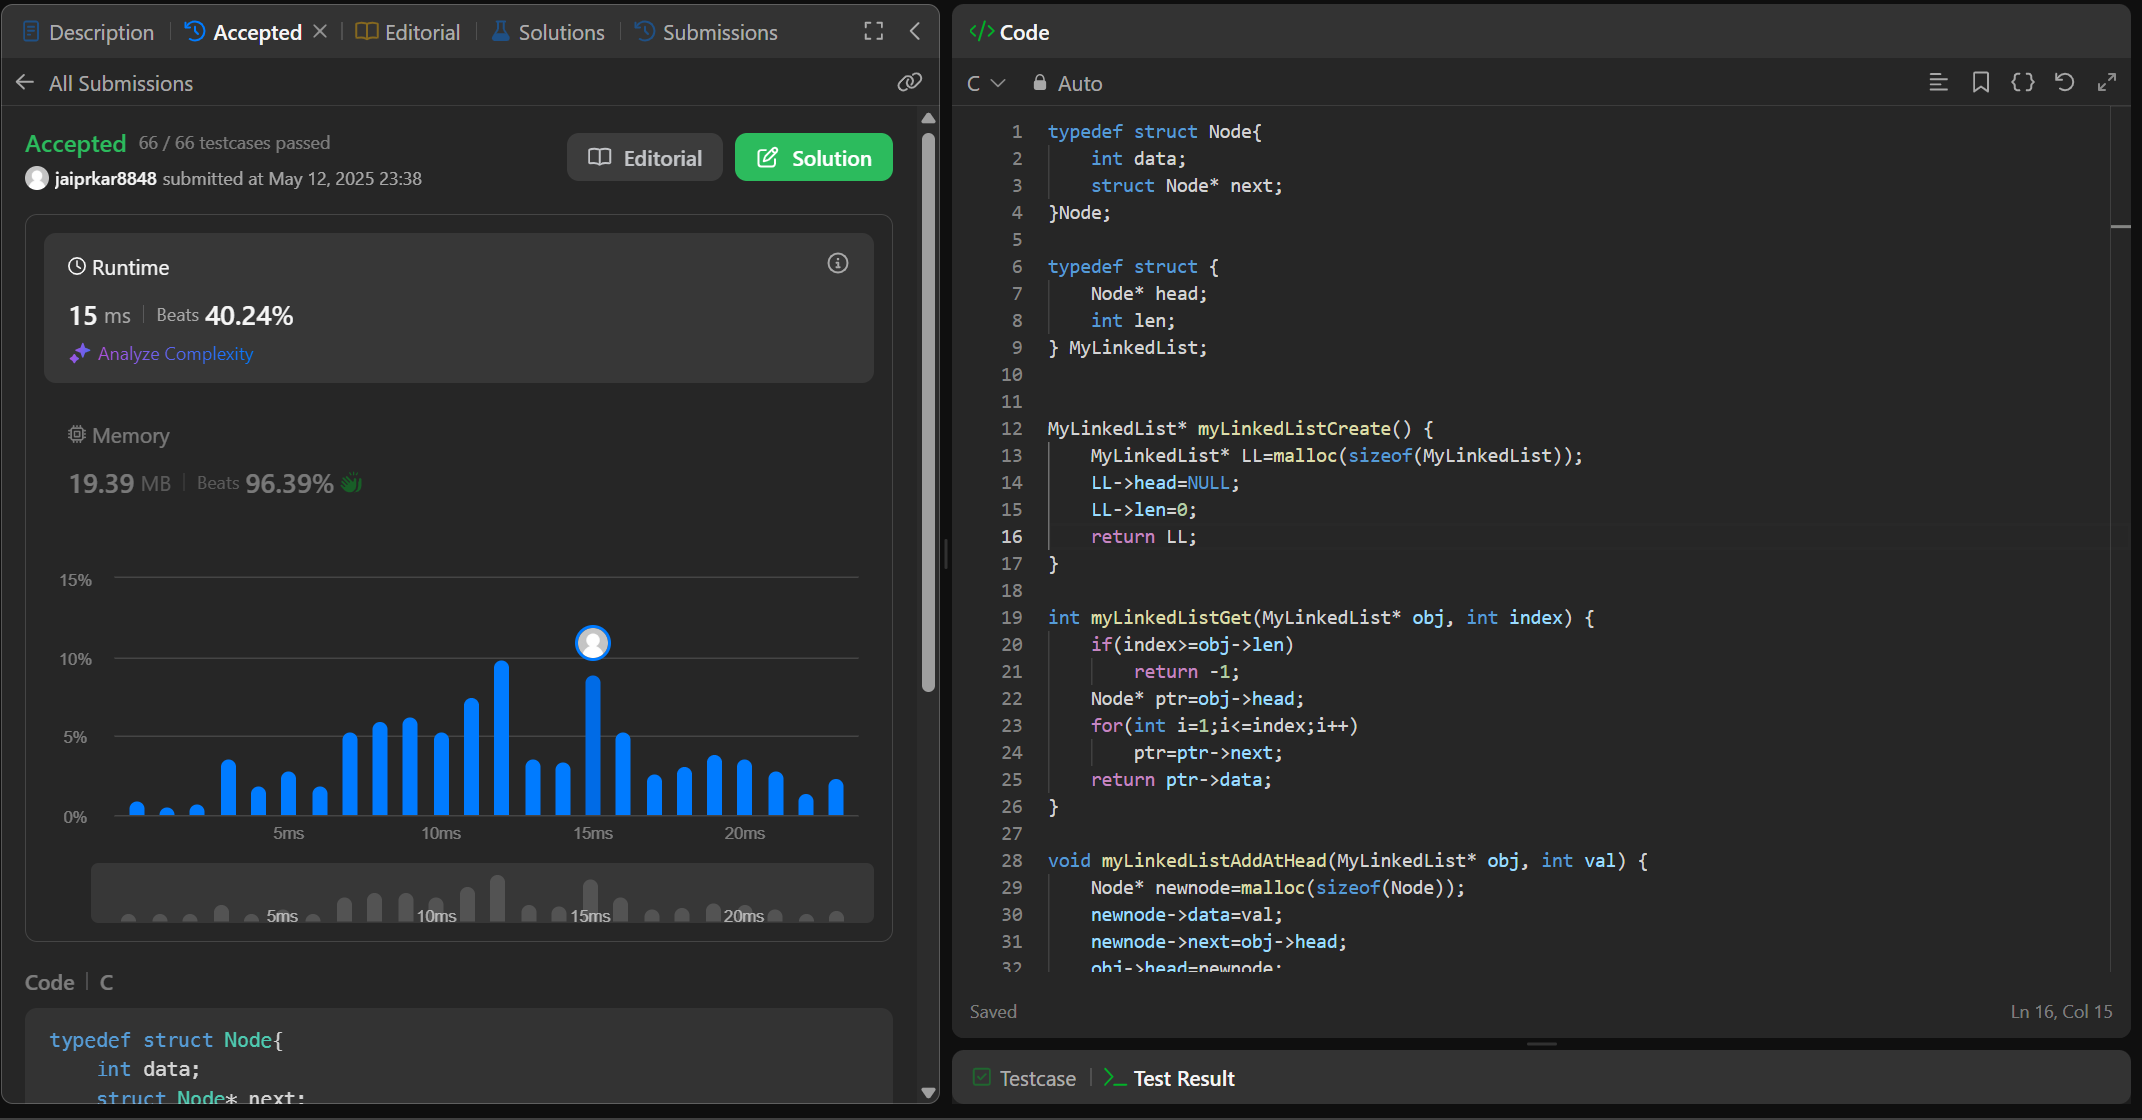 Description
Accepted
Editorial
Solutions
Submissions
All Submissions
Accepted 66 / 66 testcases passed
jaiprkar8848 submitted at May 12, 2025 23:38
Editorial
Solution
Runtime
15 ms Beats 40.24%
Analyze Complexity
Memory
19.39 MB Beats 96.39%
15%
10%
5%
0%
5ms 10ms 15ms 20ms
5ms 10ms 15ms 20ms
Code C
typedef struct Node{
    int data;
    struct Node* next;
Code
C Auto
1 typedef struct Node{
2     int data;
3     struct Node* next;
4 }Node;
5
6 typedef struct {
7     Node* head;
8     int len;
9 } MyLinkedList;
10
11
12 MyLinkedList* myLinkedListCreate() {
13     MyLinkedList* LL=malloc(sizeof(MyLinkedList));
14     LL->head=NULL;
15     LL->len=0;
16     return LL;
17 }
18
19 int myLinkedListGet(MyLinkedList* obj, int index) {
20     if(index>=obj->len)
21         return -1;
22     Node* ptr=obj->head;
23     for(int i=1;i<=index;i++)
24         ptr=ptr->next;
25     return ptr->data;
26 }
27
28 void myLinkedListAddAtHead(MyLinkedList* obj, int val) {
29     Node* newnode=malloc(sizeof(Node));
30     newnode->data=val;
31     newnode->next=obj->head;
32     obj->head=newnode;
Saved
Ln 16, Col 15
Testcase
Test Result